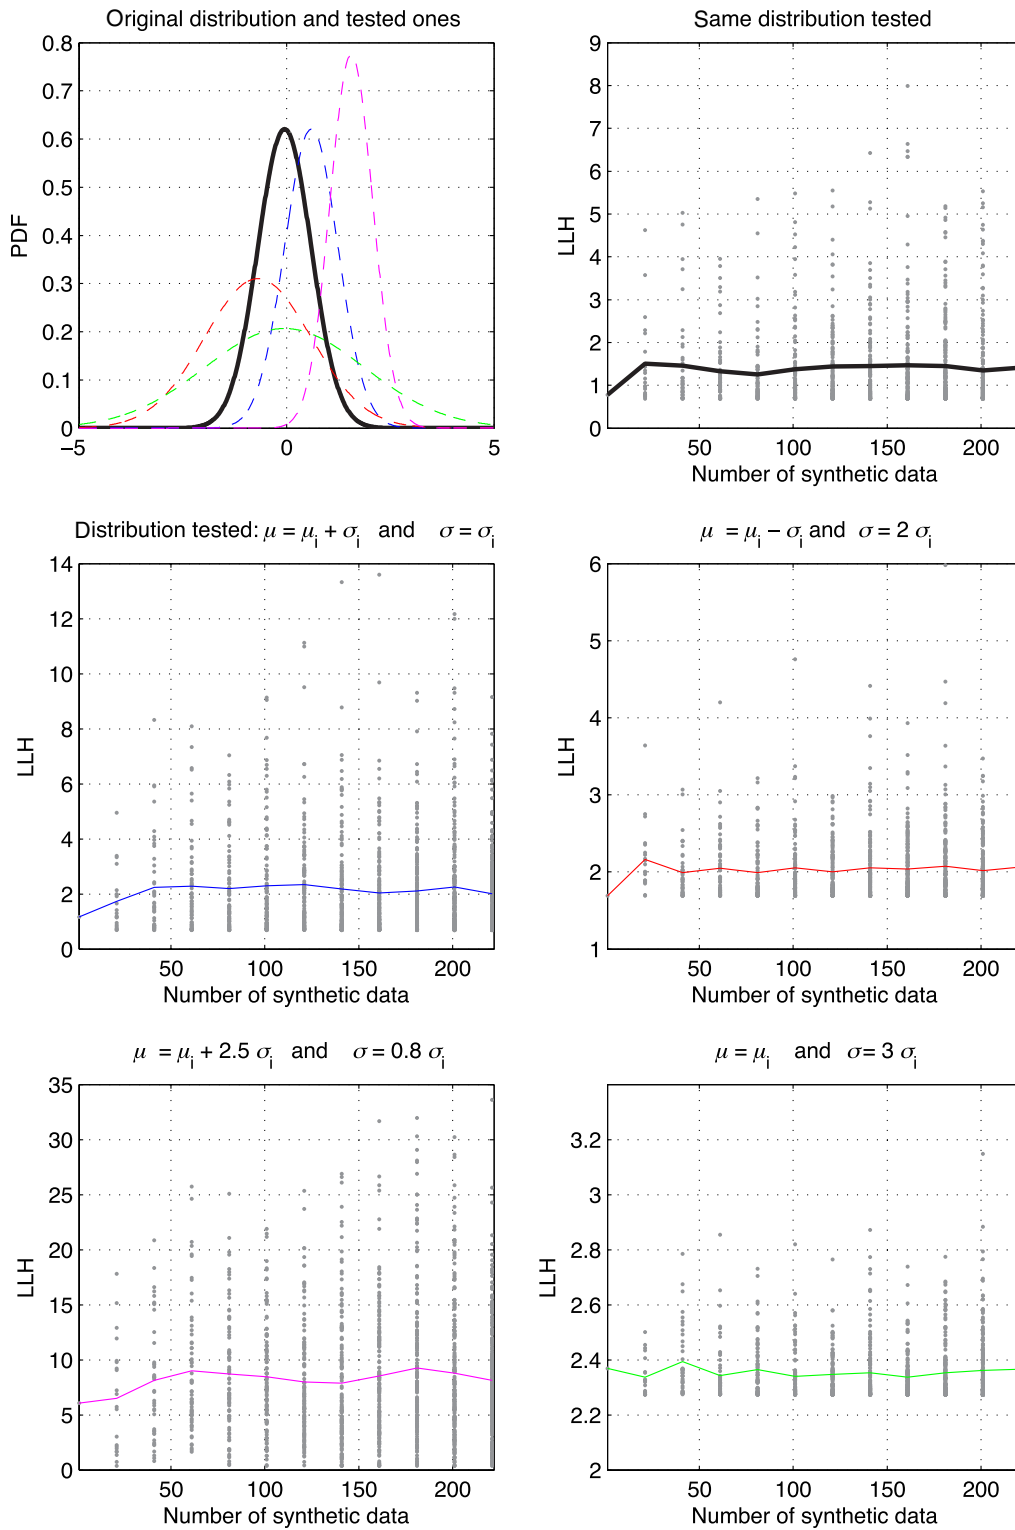 Original distribution and tested ones
0.8
0.7
0.6
0.5
0.4
0.3
0.2
0.1
0
PDF
−5 0 5
Same distribution tested
9
8
7
6
5
4
3
2
1
0
LLH
50 100 150 200
Number of synthetic data
Distribution tested: μ = μi + σi and σ = σi
14
12
10
8
6
4
2
0
LLH
50 100 150 200
Number of synthetic data
μ = μi − σi and σ = 2 σi
6
5
4
3
2
1
LLH
50 100 150 200
Number of synthetic data
μ = μi + 2.5 σi and σ = 0.8 σi
35
30
25
20
15
10
5
0
LLH
50 100 150 200
Number of synthetic data
μ = μi and σ = 3 σi
3.2
3
2.8
2.6
2.4
2.2
2
LLH
50 100 150 200
Number of synthetic data